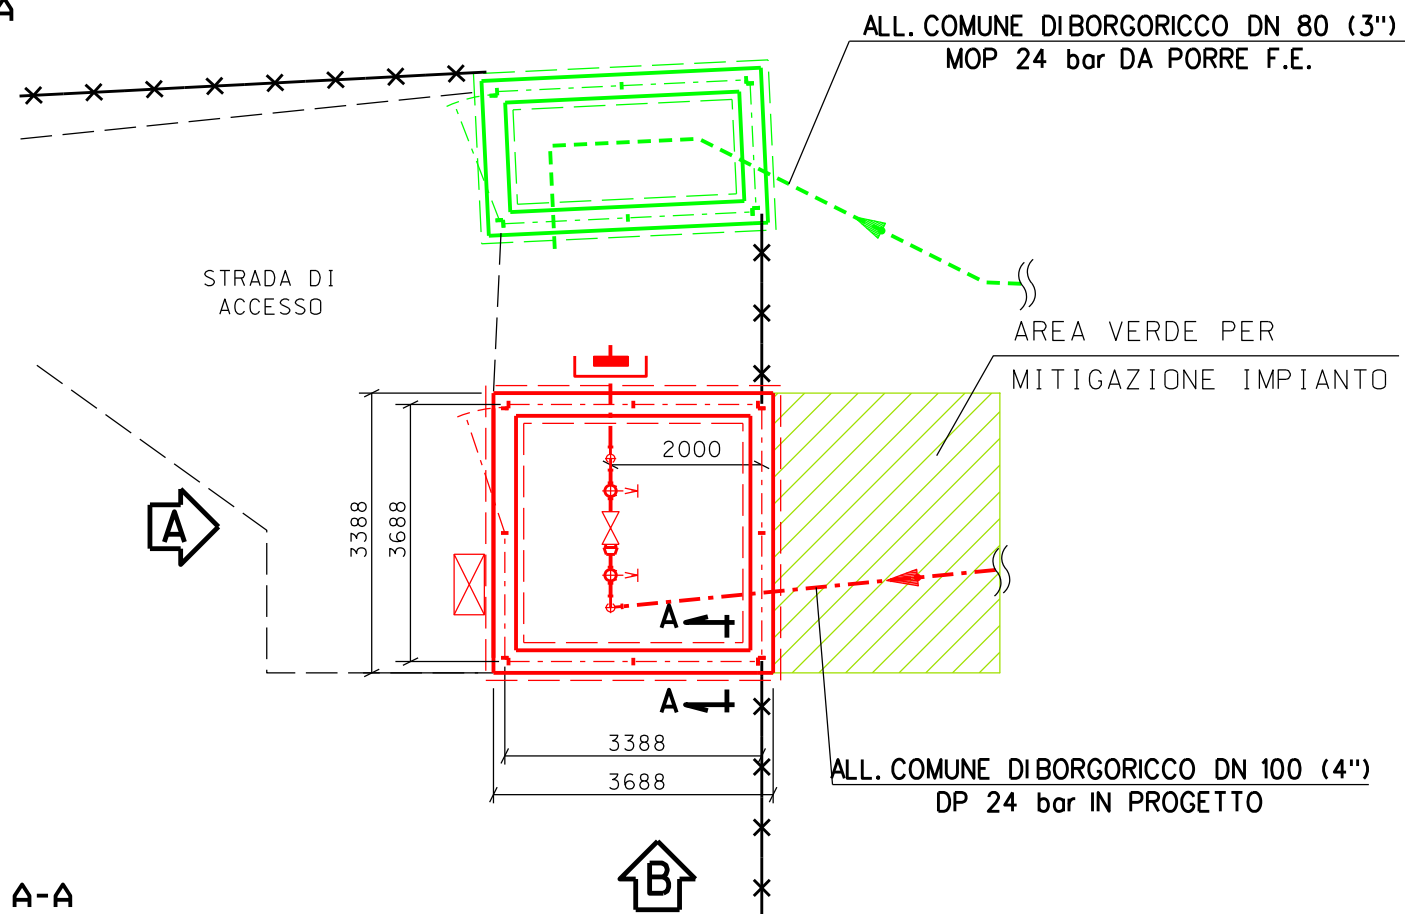 A
ALL. COMUNE DI BORGORICCO DN 80 (3")
MOP 24 bar DA PORRE F.E.
STRADA DI
ACCESSO
AREA VERDE PER
MITIGAZIONE IMPIANTO
2000
3388
3688
A
A
A
3388
3688
ALL. COMUNE DI BORGORICCO DN 100 (4")
DP 24 bar IN PROGETTO
B
A-A